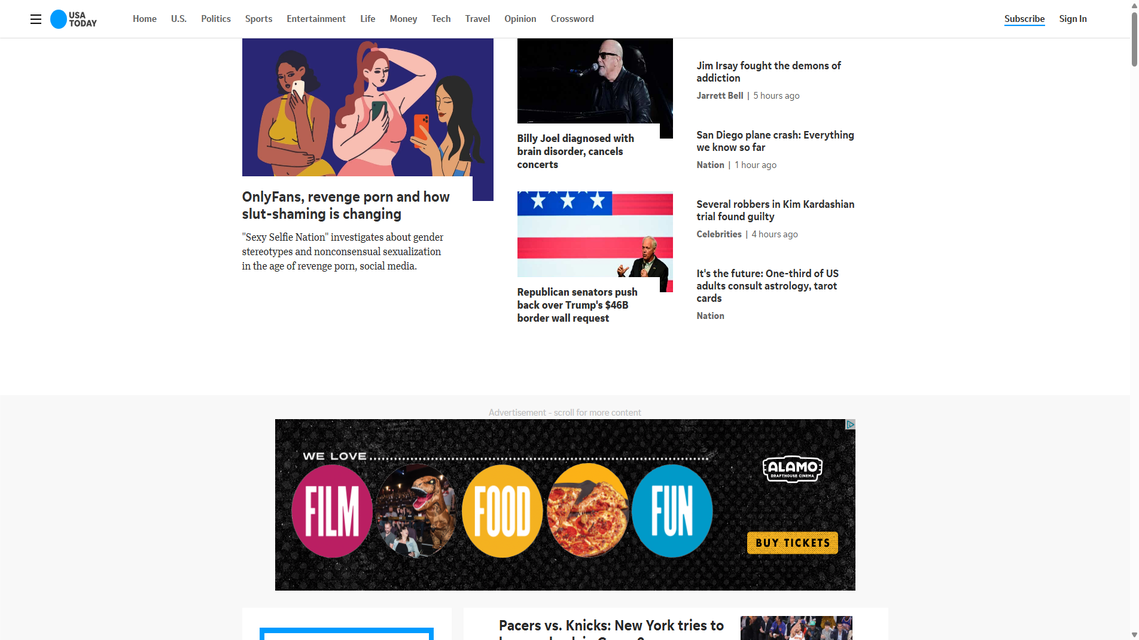 USA
TODAY
Home
U.S.
Politics
Sports
Entertainment
Life
Money
Tech
Travel
Opinion
Crossword
Subscribe
Sign In
OnlyFans, revenge porn and how
slut-shaming is changing
"Sexy Selfie Nation" investigates about gender
stereotypes and nonconsensual sexualization
in the age of revenge porn, social media.
Billy Joel diagnosed with
brain disorder, cancels
concerts
Republican senators push
back over Trump's $46B
border wall request
Jim Irsay fought the demons of
addiction
Jarrett Bell | 5 hours ago
San Diego plane crash: Everything
we know so far
Nation | 1 hour ago
Several robbers in Kim Kardashian
trial found guilty
Celebrities | 4 hours ago
It's the future: One-third of US
adults consult astrology, tarot
cards
Nation
Advertisement - scroll for more content
WE LOVE
FILM
FOOD
FUN
ALAMO
DRAFTHOUSE CINEMA
BUY TICKETS
Pacers vs. Knicks: New York tries to